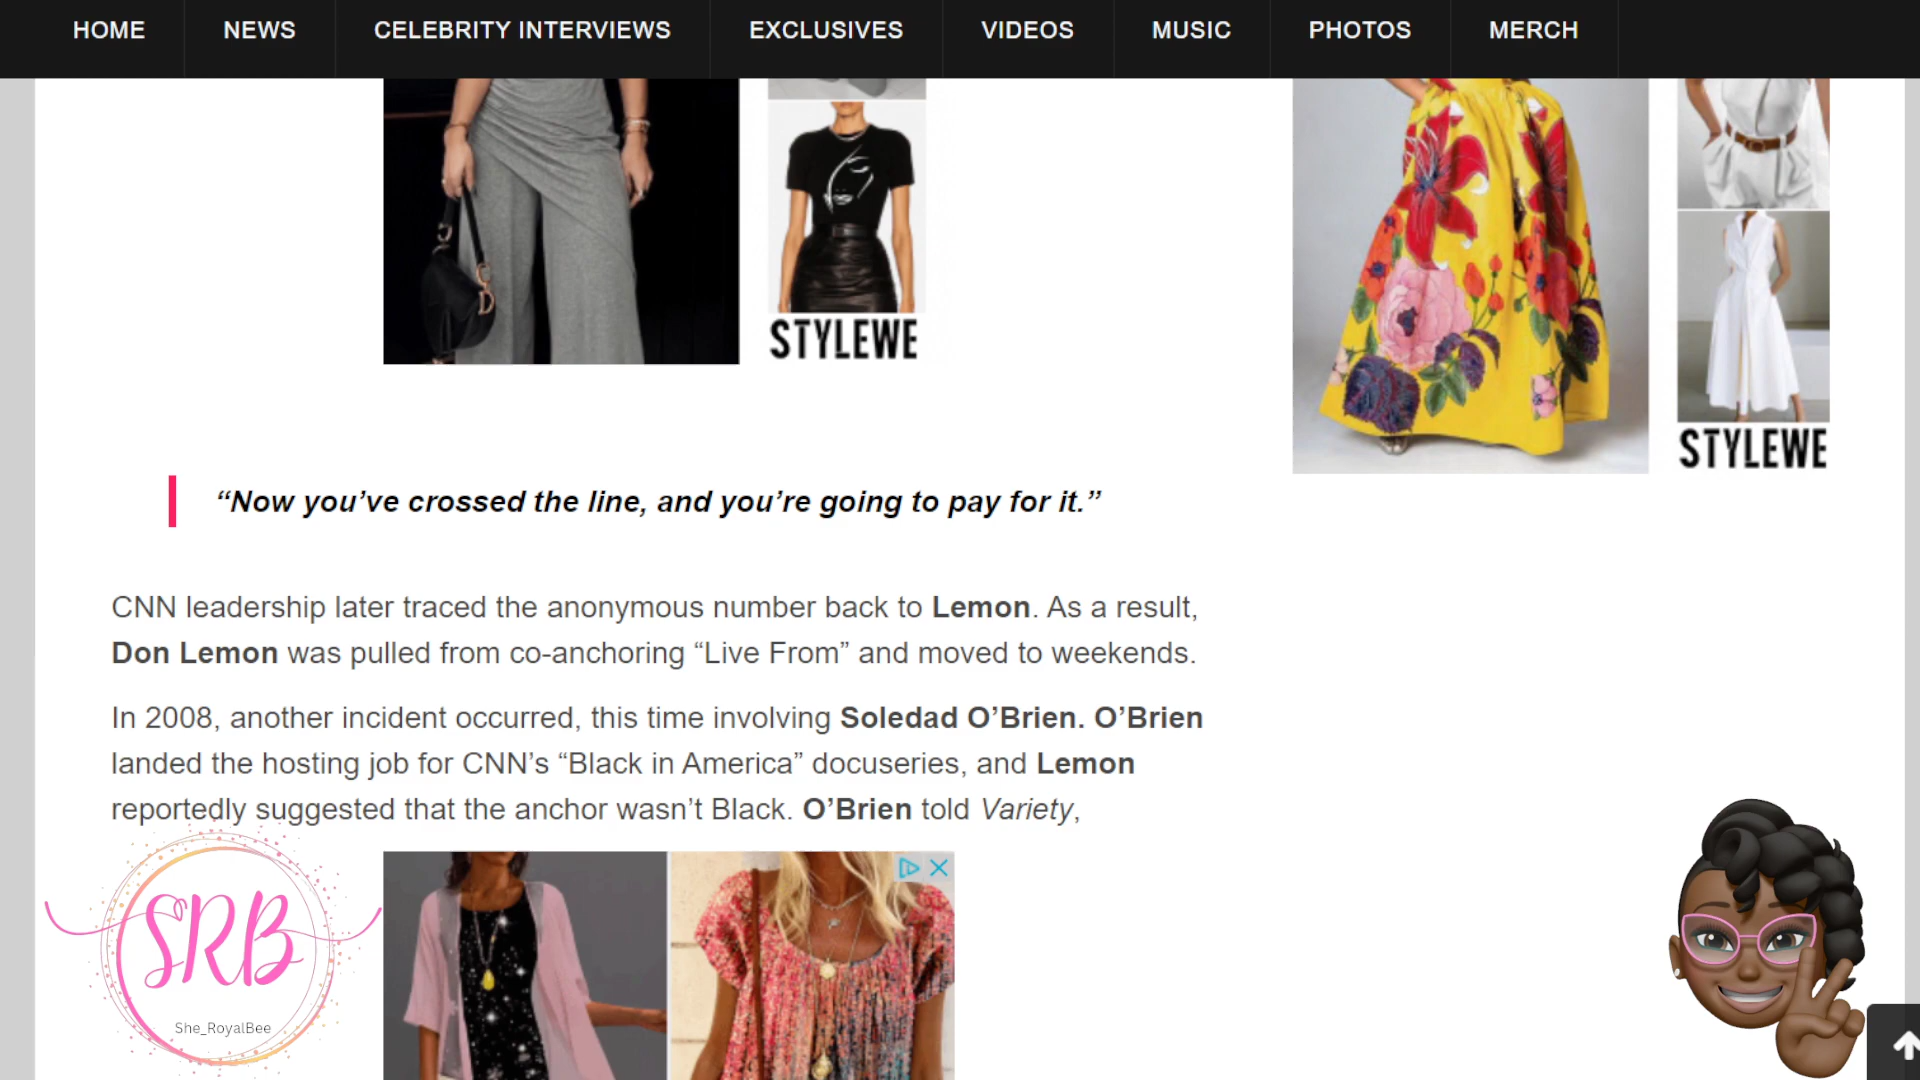 HOME NEWS CELEBRITY INTERVIEWS EXCLUSIVES VIDEOS MUSIC PHOTOS MERCH
STYLEWE
STYLEWE
“Now you’ve crossed the line, and you’re going to pay for it.”
CNN leadership later traced the anonymous number back to Lemon. As a result,
Don Lemon was pulled from co-anchoring “Live From” and moved to weekends.
In 2008, another incident occurred, this time involving Soledad O’Brien. O’Brien
landed the hosting job for CNN’s “Black in America” docuseries, and Lemon
reportedly suggested that the anchor wasn’t Black. O’Brien told Variety,
SRB
She_RoyalBee